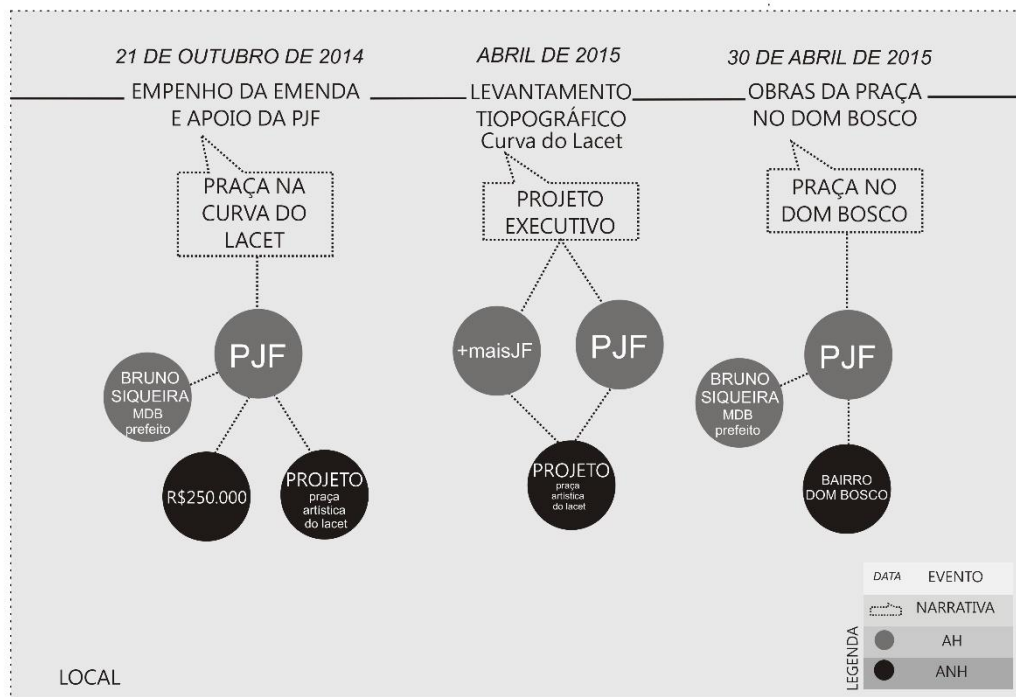 21 DE OUTUBRO DE 2014
EMPENHO DA EMENDA
E APOIO DA PJF
PRAÇA NA
CURVA DO
LACET
PJF
BRUNO
SIQUEIRA
MDB
prefeito
R$250.000
PROJETO
praça
artística
do lacet
ABRIL DE 2015
LEVANTAMENTO
TIOPOGRÁFICO
Curva do Lacet
PROJETO
EXECUTIVO
+maisJF
PJF
PROJETO
praça
artística
do lacet
30 DE ABRIL DE 2015
OBRAS DA PRAÇA
NO DOM BOSCO
PRAÇA NO
DOM BOSCO
PJF
BRUNO
SIQUEIRA
MDB
prefeito
BAIRRO
DOM BOSCO
LOCAL
LEGENDA
DATA EVENTO
NARRATIVA
AH
ANH